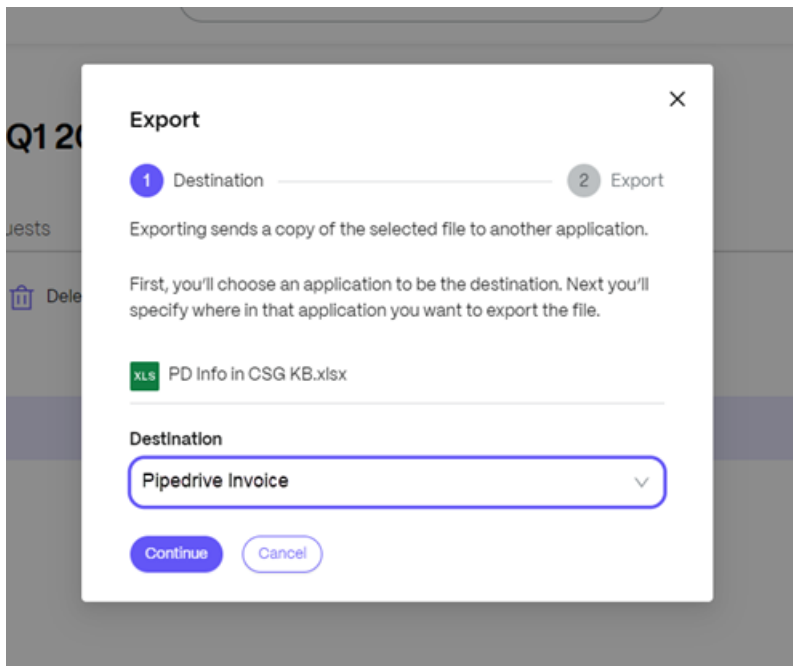 Export
1 Destination
2 Export
Q1 20
uests
Exporting sends a copy of the selected file to another application.
First, you'll choose an application to be the destination. Next you'll
Dele
specify where in that application you want to export the file.
XLS PD Info in CSG KB.xlsx
Destination
Pipedrive Invoice
Continue
Cancel